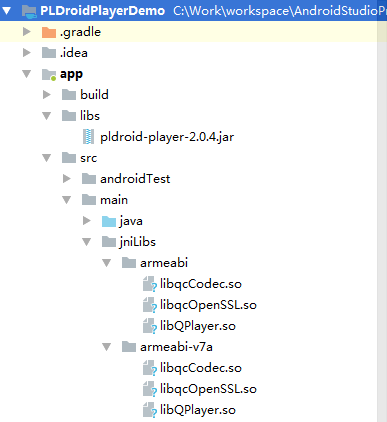 PLDroidPlayerDemo C:\Work\workspace\AndroidStudioPr
.gradle
.idea
app
build
libs
pldroid-player-2.0.4.jar
src
androidTest
main
java
jniLibs
armeabi
libqcCodec.so
libqcOpenSSL.so
libQPlayer.so
armeabi-v7a
libqcCodec.so
libqcOpenSSL.so
libQPlayer.so